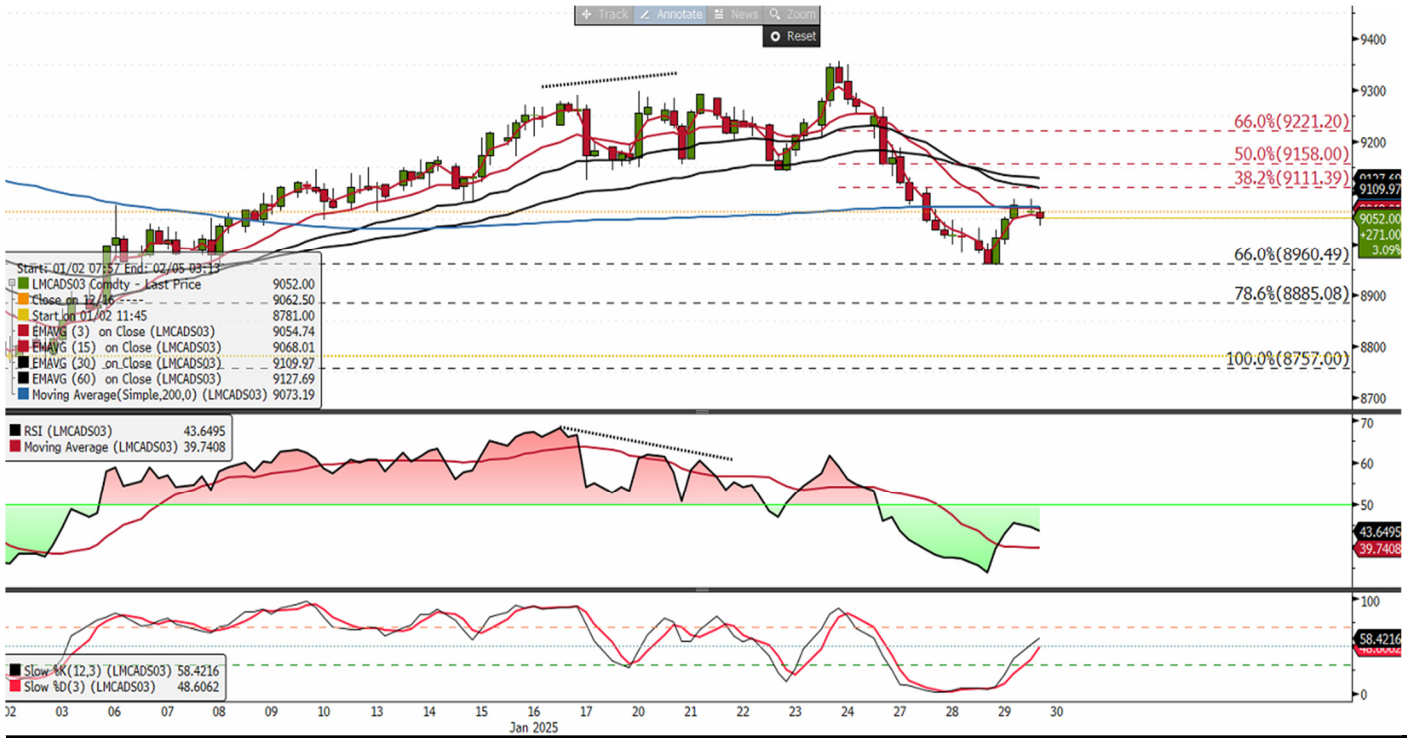 Track Annotate News Zoom
Reset
9400
9300
66.0%(9221.20)
9200
50.0%(9158.00)
38.2%(9111.39)
9127.69
9109.97
9052.00
+271.00
3.09%
66.0%(8960.49)
8900
78.6%(8885.08)
8800
100.0%(8757.00)
8700
Start: 01/02 07:57 End: 02/05 03:13
LMCADS03 Comdty - Last Price 9052.00
Close on 12/16 ---- 9062.50
Start on 01/02 11:45 8781.00
EMAVG (3) on Close (LMCADS03) 9054.74
EMAVG (15) on Close (LMCADS03) 9068.01
EMAVG (30) on Close (LMCADS03) 9109.97
EMAVG (60) on Close (LMCADS03) 9127.69
Moving Average(Simple,200,0) (LMCADS03) 9073.19
RSI (LMCADS03) 43.6495
Moving Average (LMCADS03) 39.7408
70
60
50
43.6495
39.7408
100
58.4216
48.6062
0
Slow %K(12,3) (LMCADS03) 58.4216
Slow %D(3) (LMCADS03) 48.6062
02 03 06 07 08 09 10 13 14 15 16 17 20 21 22 23 24 27 28 29 30
Jan 2025